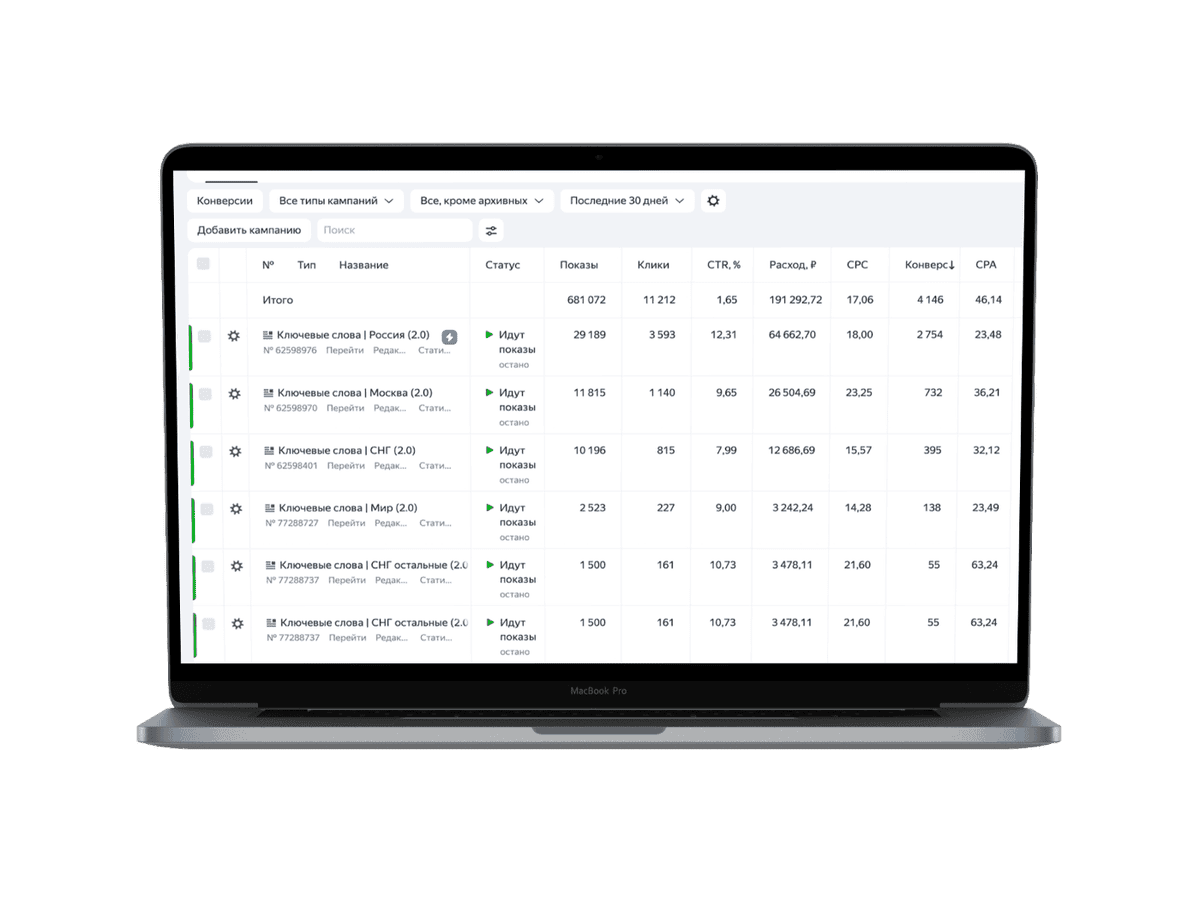 Конверсии Все типы кампаний Все, кроме архивных Последние 30 дней
Добавить кампанию Поиск
№ Тип Название Статус Показы Клики CTR, % Расход, ₽ CPC Конверс↓ CPA
Итого 681 072 11 212 1,65 191 292,72 17,06 4 146 46,14
Ключевые слова | Россия (2.0) Идут 29 189 3 593 12,31 64 662,70 18,00 2 754 23,48
№ 62598976 Перейти Редак... Стати... показы
остано
Ключевые слова | Москва (2.0) Идут 11 815 1 140 9,65 26 504,69 23,25 732 36,21
№ 62598970 Перейти Редак... Стати... показы
остано
Ключевые слова | СНГ (2.0) Идут 10 196 815 7,99 12 686,69 15,57 395 32,12
№ 62598401 Перейти Редак... Стати... показы
остано
Ключевые слова | Мир (2.0) Идут 2 523 227 9,00 3 242,24 14,28 138 23,49
№ 77288727 Перейти Редак... Стати... показы
остано
Ключевые слова | СНГ остальные (2.0 Идут 1 500 161 10,73 3 478,11 21,60 55 63,24
№ 77288737 Перейти Редак... Стати... показы
остано
Ключевые слова | СНГ остальные (2.0 Идут 1 500 161 10,73 3 478,11 21,60 55 63,24
№ 77288737 Перейти Редак... Стати... показы
остано
MacBook Pro